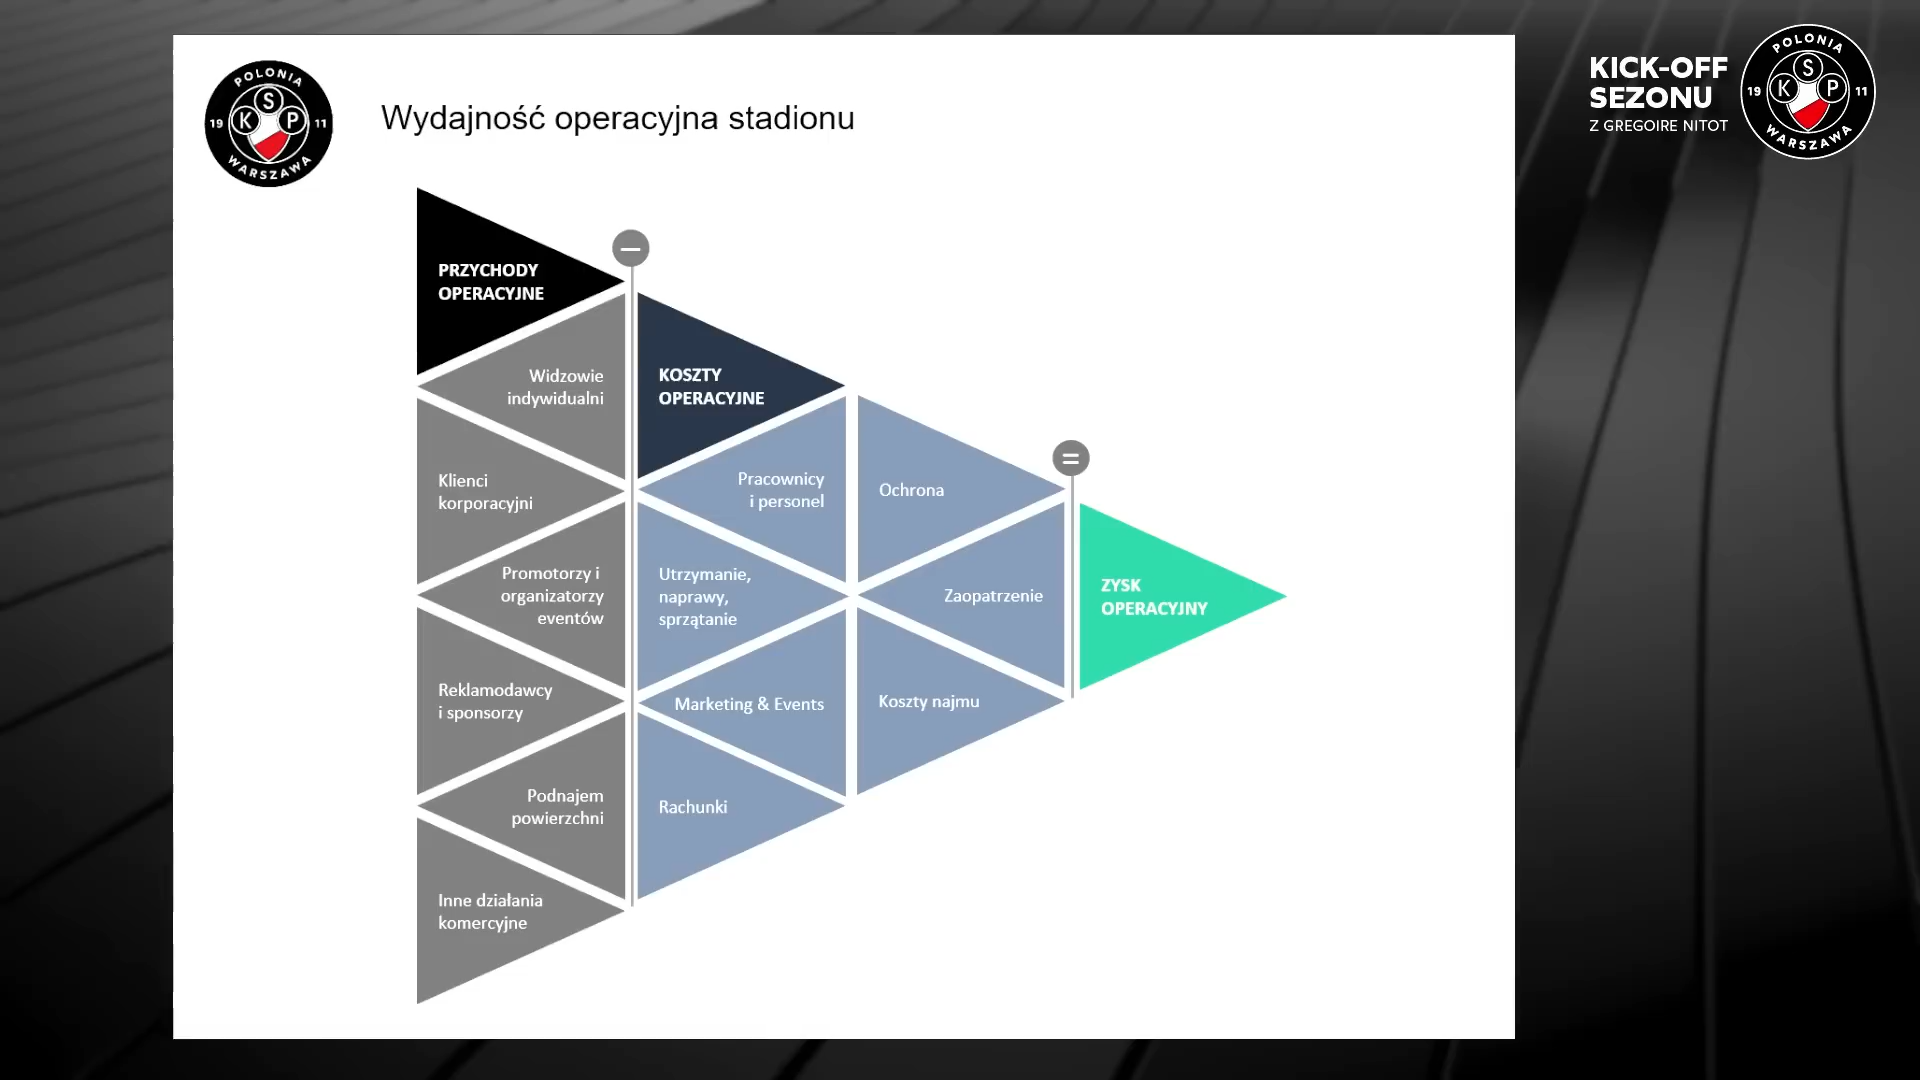 POLONIA
19 K S P 11
WARSZAWA
Wydajność operacyjna stadionu
KICK-OFF
SEZONU
Z GREGOIRE NITOT
POLONIA
19 K S P 11
WARSZAWA
PRZYCHODY
OPERACYJNE
Widzowie
indywidualni
Klienci
korporacyjni
Promotorzy i
organizatorzy
eventów
Reklamodawcy
i sponsorzy
Podnajem
powierzchni
Inne działania
komercyjne
−
KOSZTY
OPERACYJNE
Pracownicy
i personel
Utrzymanie,
naprawy,
sprzątanie
Marketing & Events
Rachunki
Ochrona
Zaopatrzenie
Koszty najmu
=
ZYSK
OPERACYJNY